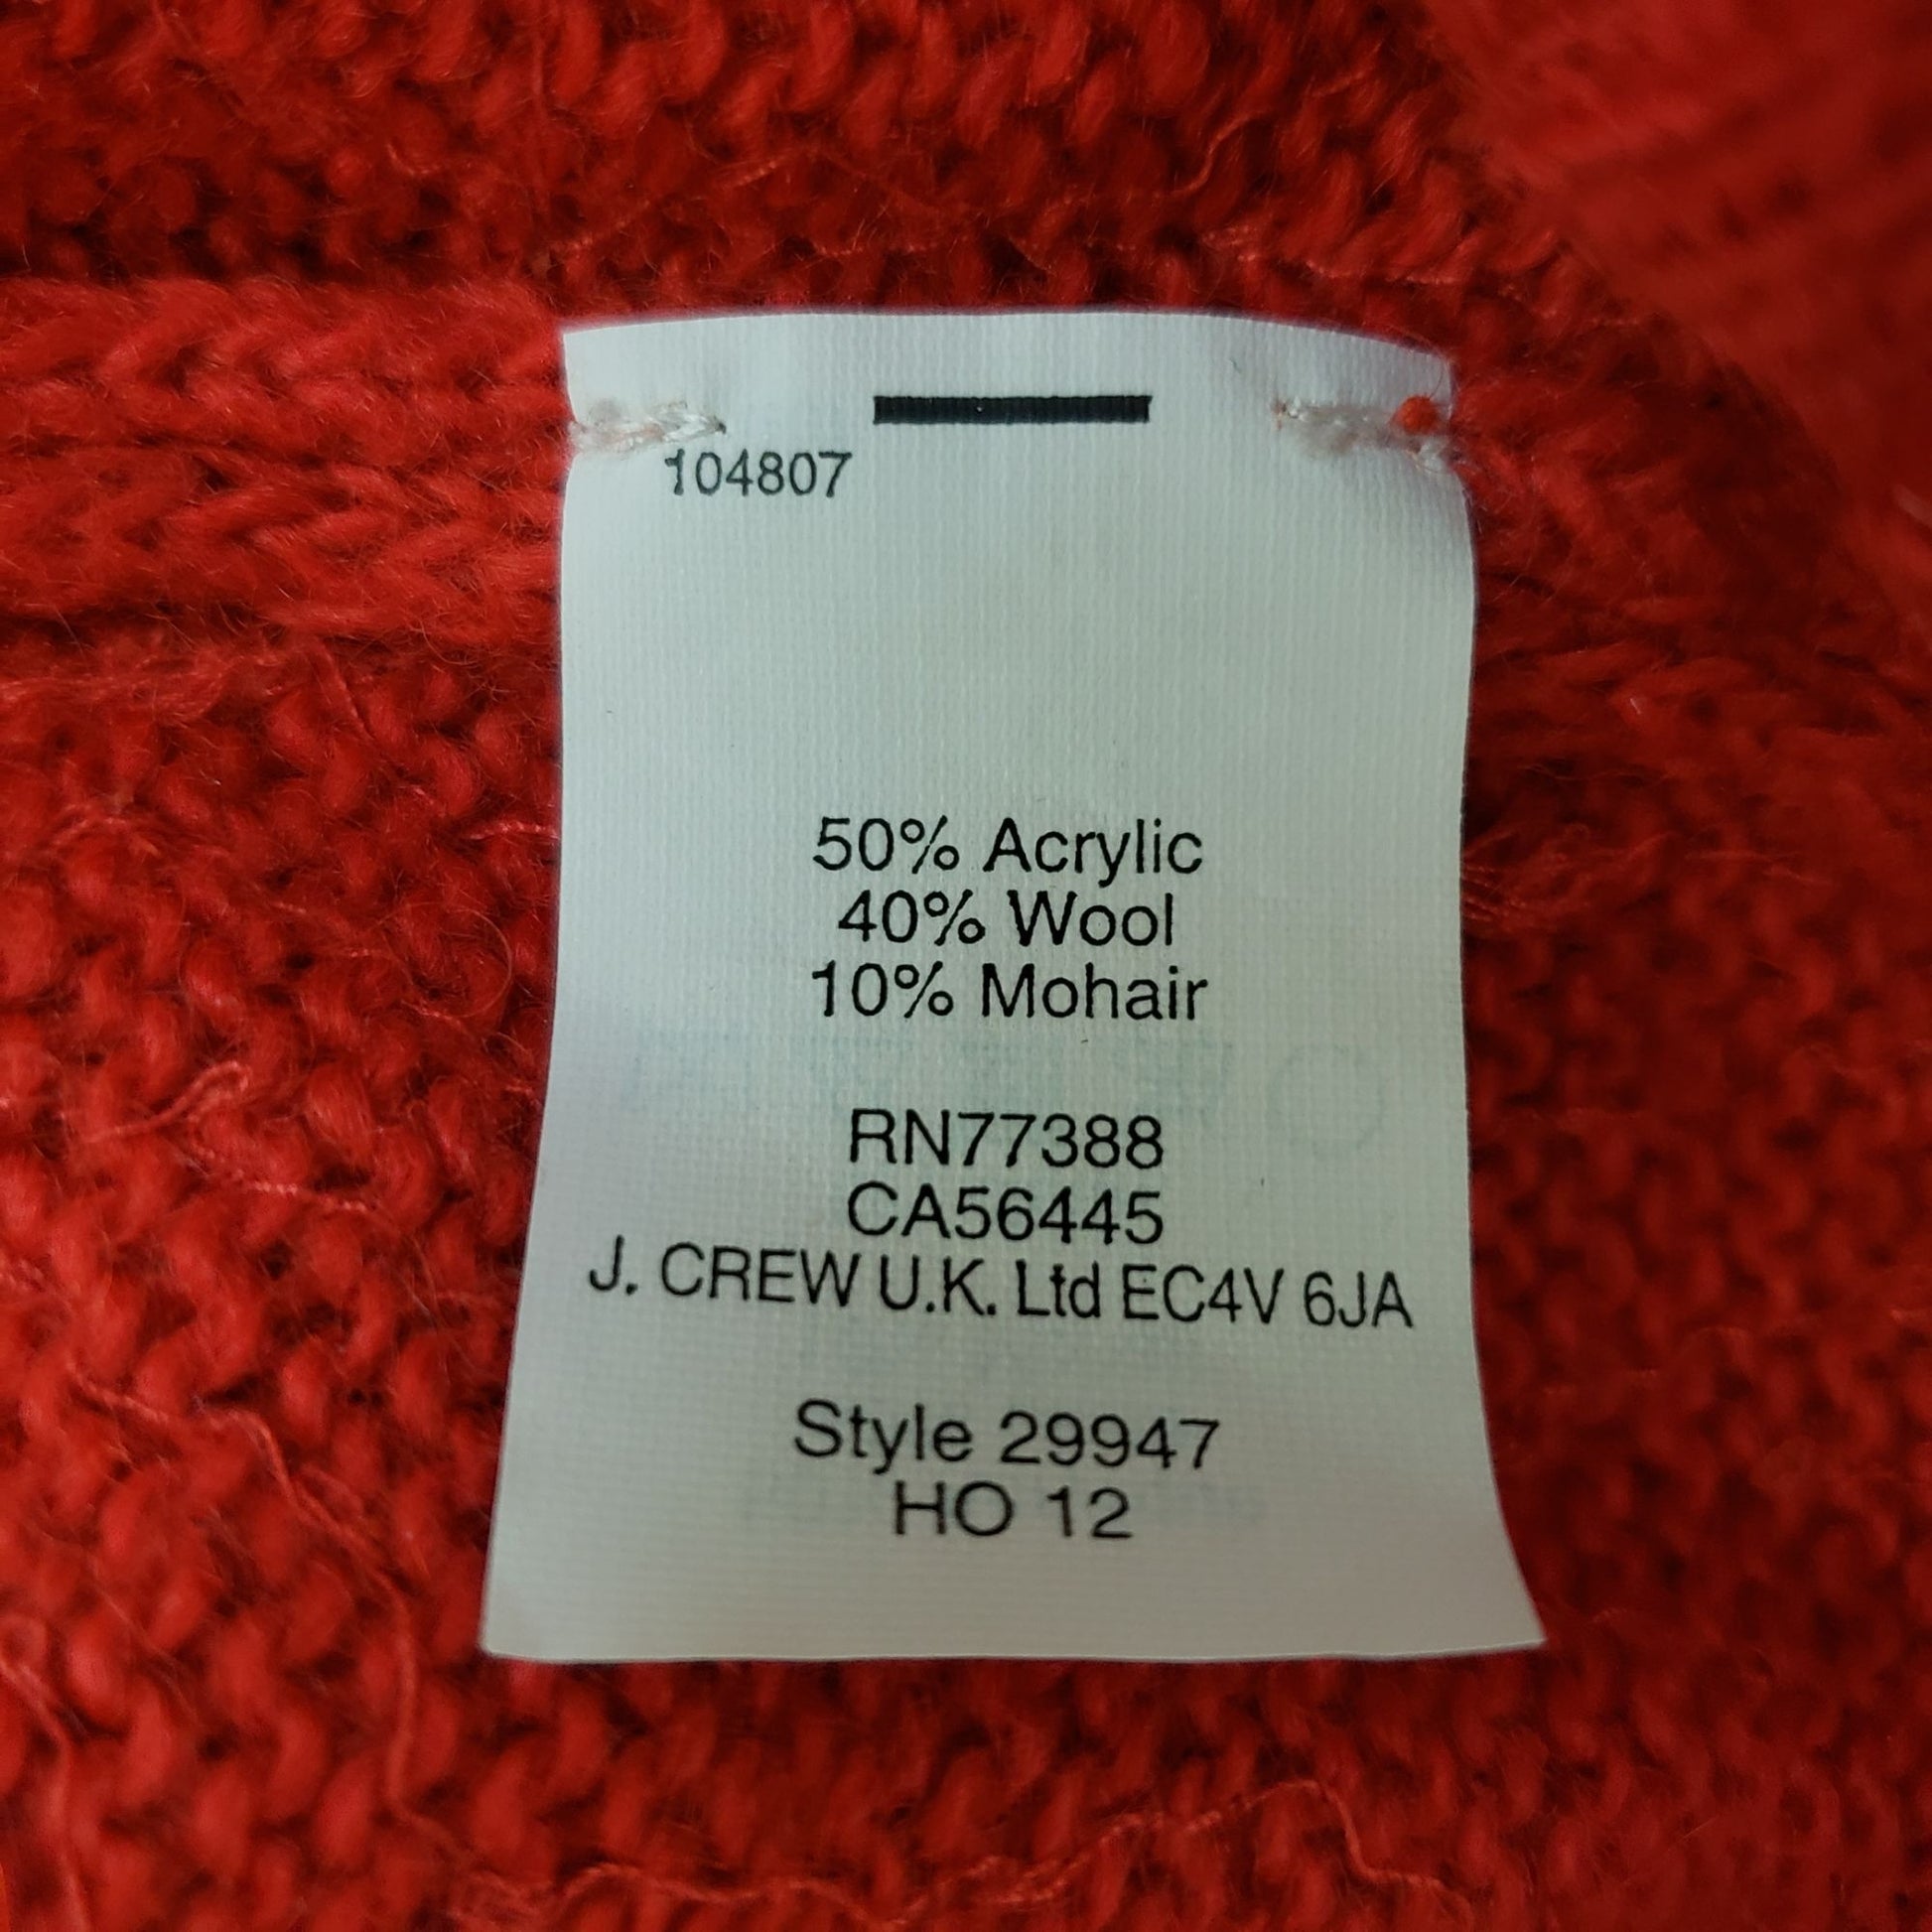 104807
50% Acrylic
40% Wool
10% Mohair
RN77388
CA56445
J. CREW U.K. Ltd EC4V 6JA
Style 29947
HO 12